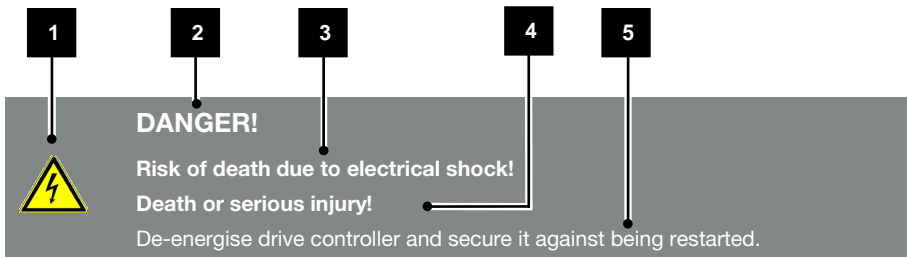 1 2 3 4 5
DANGER!
Risk of death due to electrical shock!
Death or serious injury!
De-energise drive controller and secure it against being restarted.